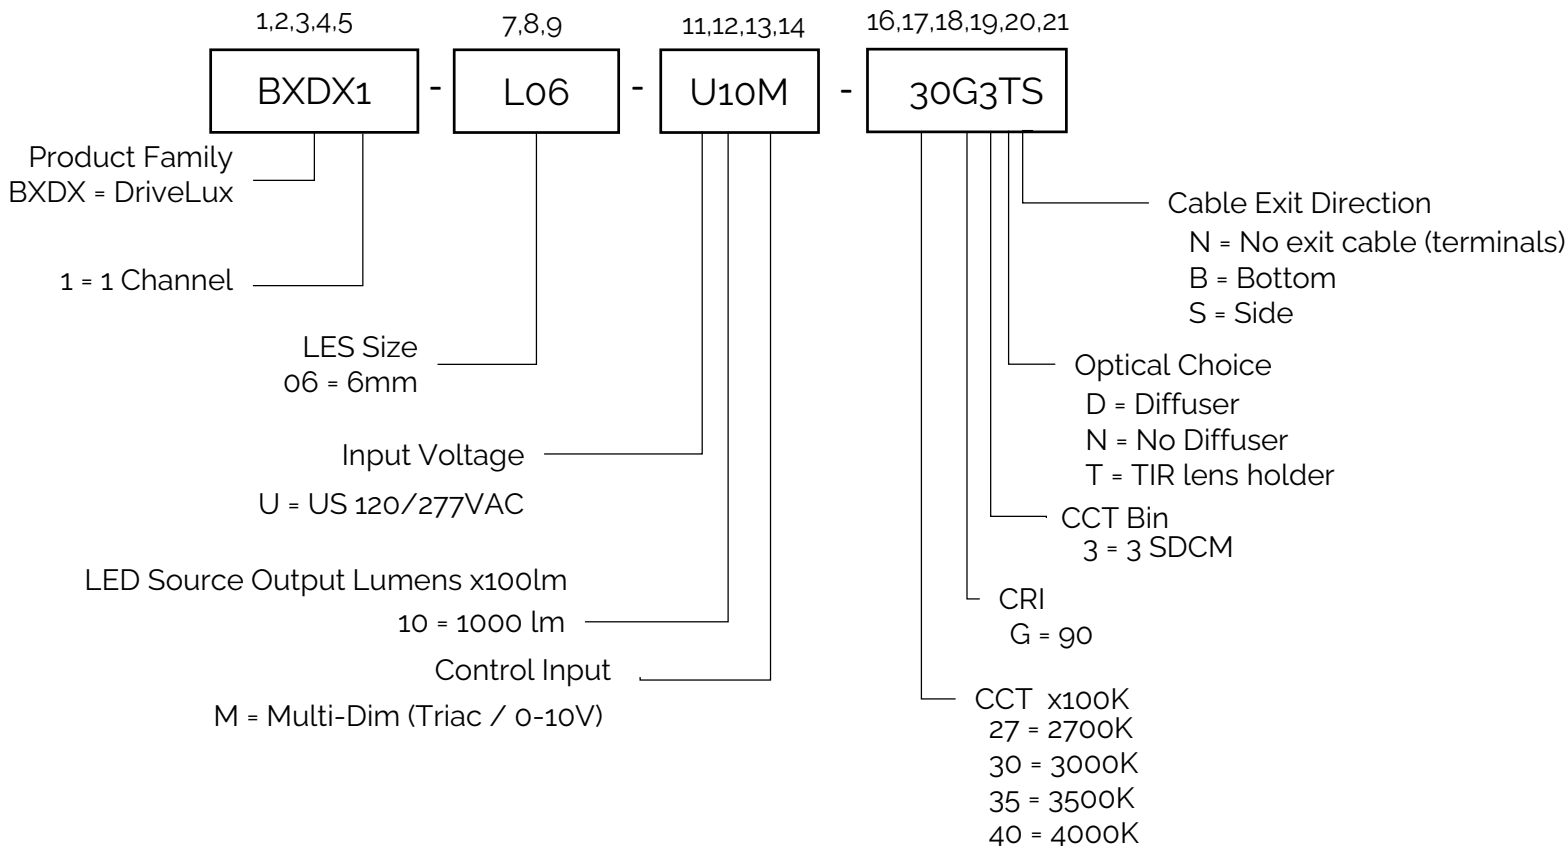 1,2,3,4,5 7,8,9 11,12,13,14 16,17,18,19,20,21
BXDX1 - L06 - U10M - 30G3TS
Product Family
BXDX = DriveLux
1 = 1 Channel
LES Size
06 = 6mm
Input Voltage
U = US 120/277VAC
LED Source Output Lumens x100lm
10 = 1000 lm
Control Input
M = Multi-Dim (Triac / 0-10V)
Cable Exit Direction
N = No exit cable (terminals)
B = Bottom
S = Side
Optical Choice
D = Diffuser
N = No Diffuser
T = TIR lens holder
CCT Bin
3 = 3 SDCM
CRI
G = 90
CCT x100K
27 = 2700K
30 = 3000K
35 = 3500K
40 = 4000K